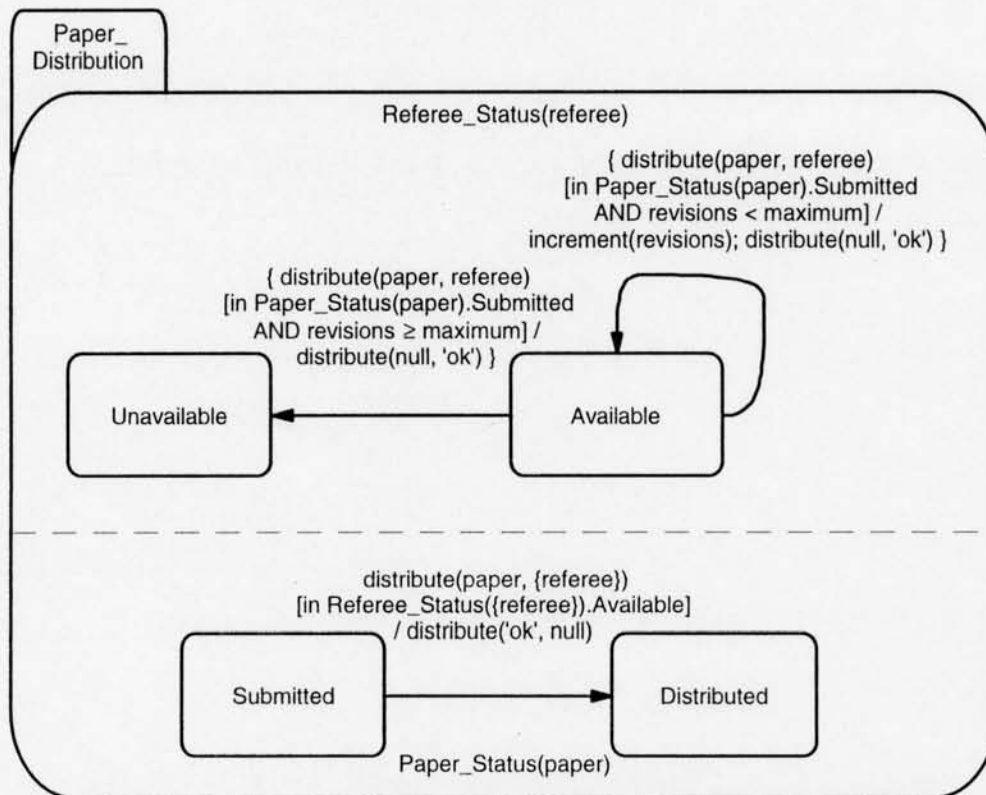 Paper_
Distribution
Referee_Status(referee)
{ distribute(paper, referee)
[in Paper_Status(paper).Submitted
AND revisions < maximum] /
increment(revisions); distribute(null, 'ok') }
{ distribute(paper, referee)
[in Paper_Status(paper).Submitted
AND revisions ≥ maximum] /
distribute(null, 'ok') }
Unavailable
Available
distribute(paper, {referee})
[in Referee_Status({referee}).Available]
/ distribute('ok', null)
Submitted
Distributed
Paper_Status(paper)